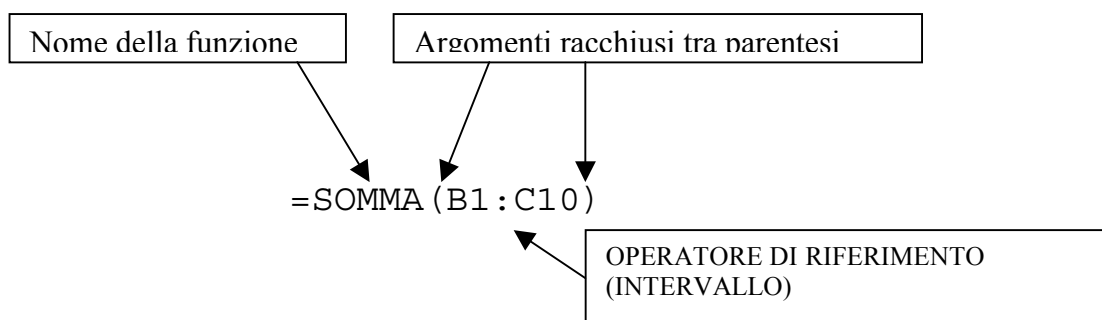 Nome della funzione
Argomenti racchiusi tra parentesi
=SOMMA(B1:C10)
OPERATORE DI RIFERIMENTO
(INTERVALLO)